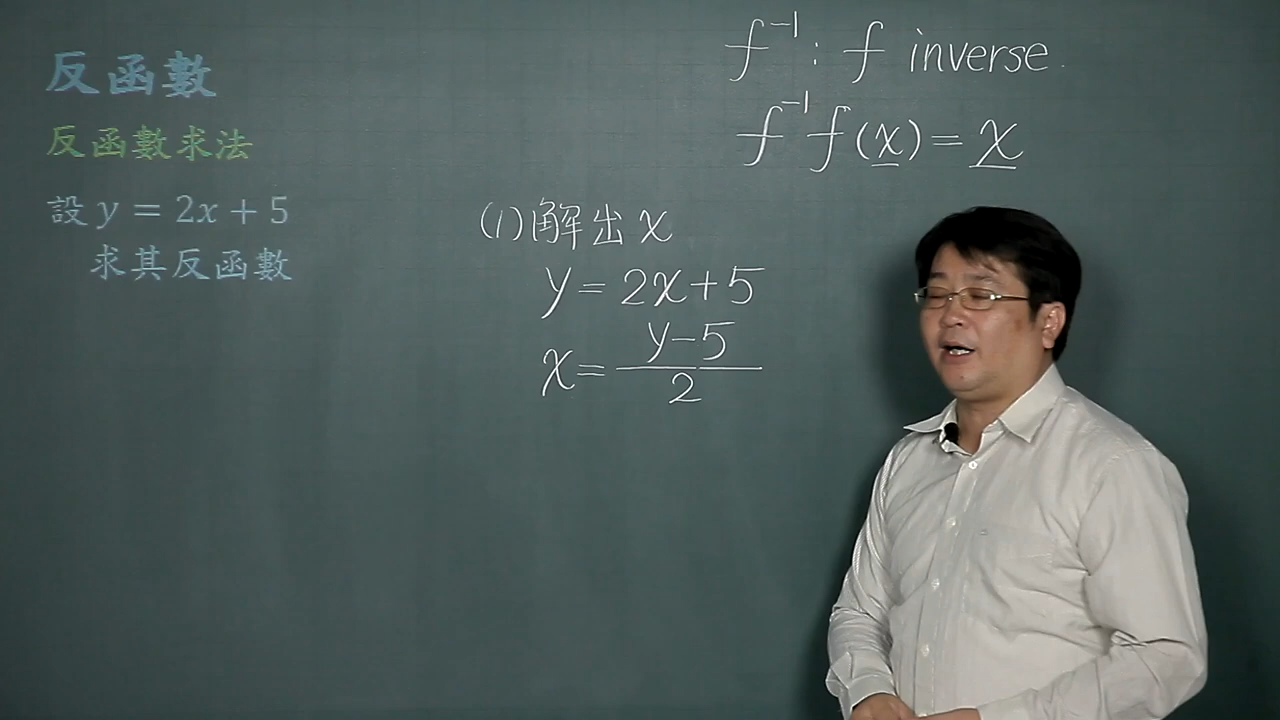 反函數
反函數求法
設 y = 2x + 5
求其反函數
f⁻¹ : f inverse
f⁻¹f(x) = x
(1)解出 x
y = 2x+5
x = \frac{y-5}{2}